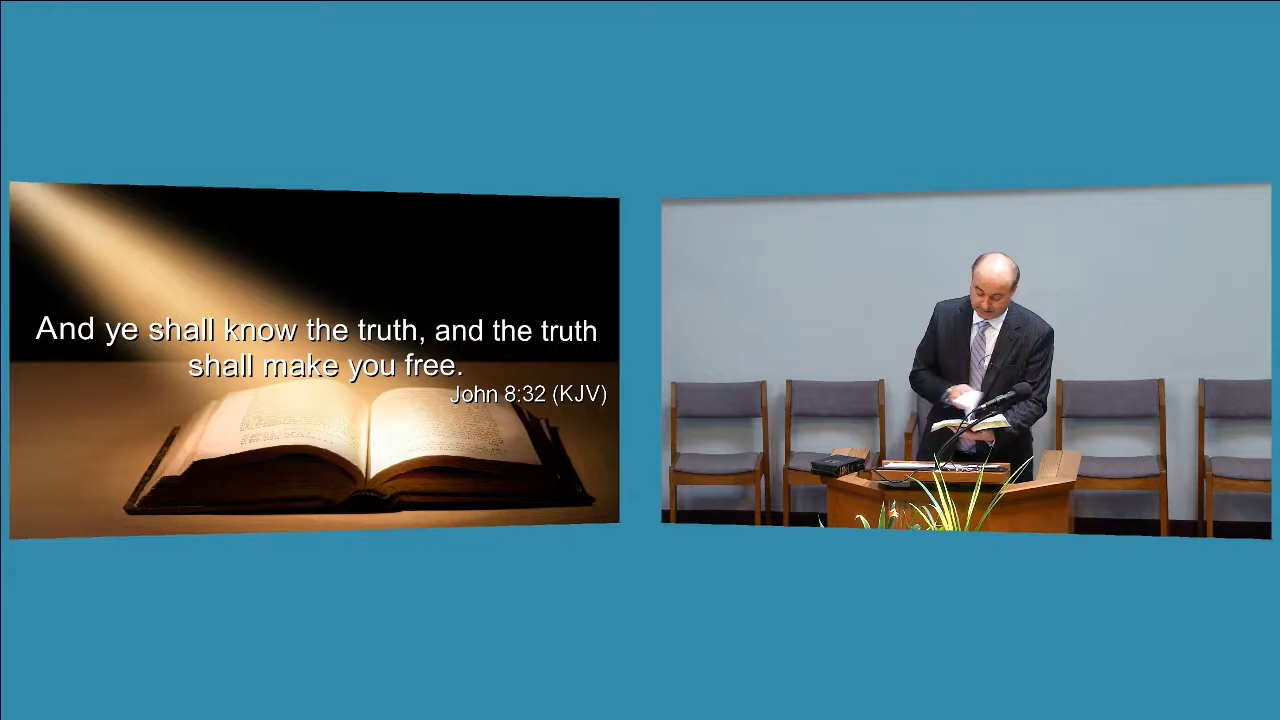 And ye shall know the truth, and the truth
shall make you free.
John 8:32 (KJV)